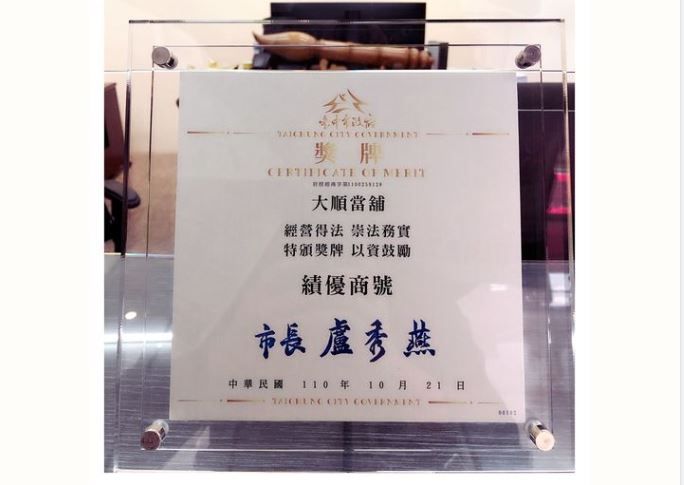 臺中市政府
TAICHUNG CITY GOVERNMENT
獎牌
CERTIFICATE OF MERIT
大順當舖
經營得法 崇法務實
特頒獎牌 以資鼓勵
績優商號
市長 盧秀燕
中華民國 110 年 10 月 21 日
TAICHUNG CITY GOVERNMENT